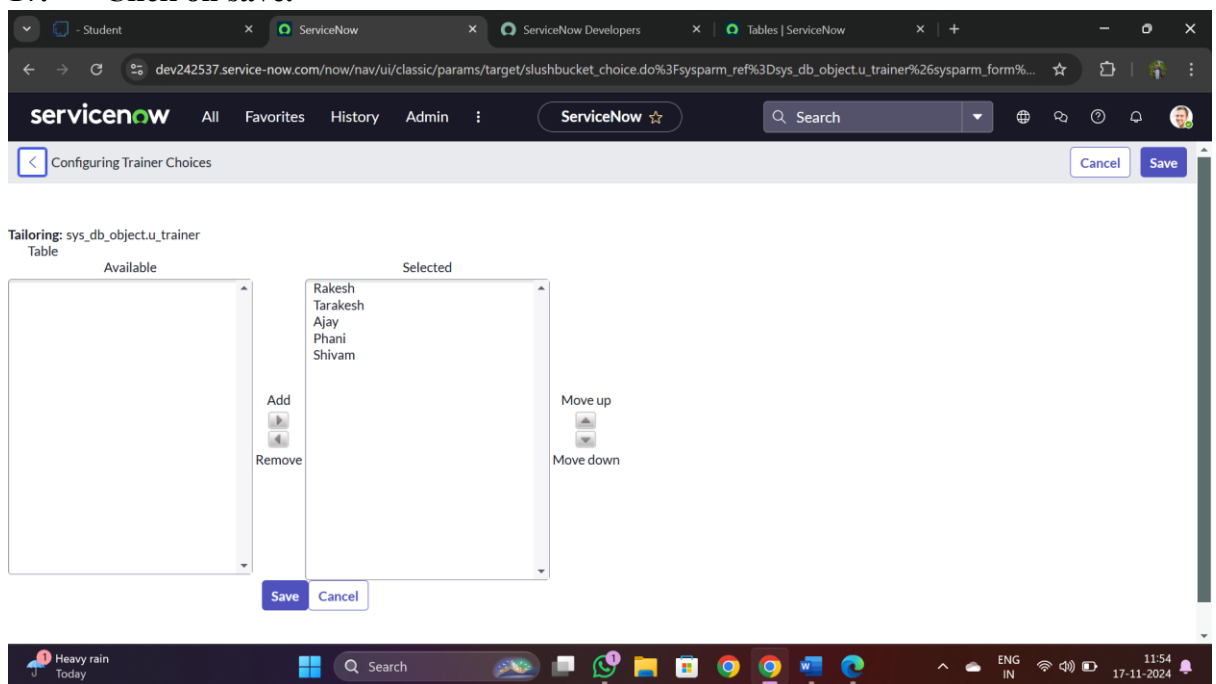 - Student
ServiceNow
ServiceNow Developers
Tables | ServiceNow
dev242537.service-now.com/now/nav/ui/classic/params/target/slushbucket_choice.do%3Fsysparm_ref%3Dsys_db_object.u_trainer%26sysparm_form%...
servicenow All Favorites History Admin ServiceNow Search
Configuring Trainer Choices Cancel Save
Tailoring: sys_db_object.u_trainer
Table
Available Selected
Rakesh
Tarakesh
Ajay
Phani
Shivam
Add Move up
Remove Move down
Save Cancel
1 Heavy rain Search 1 ENG 11:54
Today IN 17-11-2024